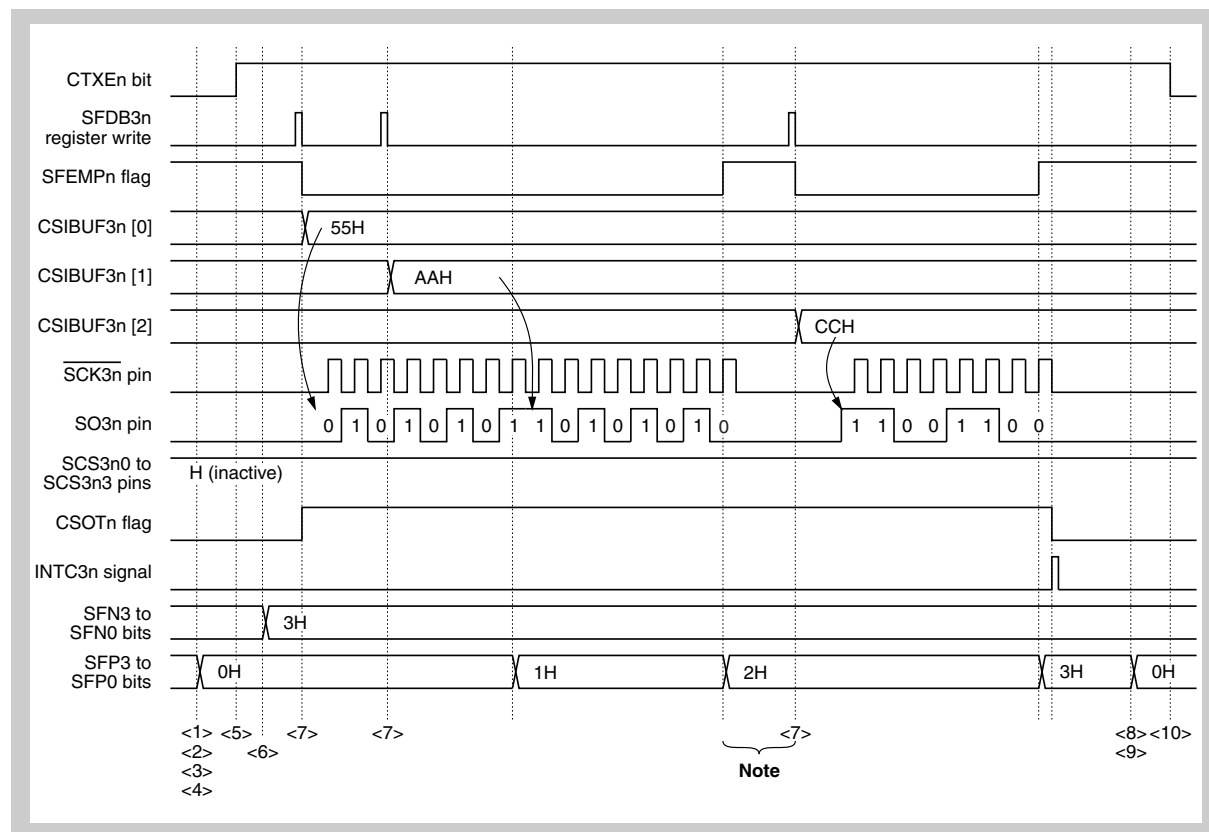 CTXEn bit
SFDB3n
register write
SFEMPn flag
CSIBUF3n [0]
55H
CSIBUF3n [1]
AAH
CSIBUF3n [2]
CCH
SCK3n pin
SO3n pin
0 1 0 1 0 1 0 1 1 0 1 0 1 0 1 0 1 1 0 0 1 1 0 0
SCS3n0 to
SCS3n3 pins
H (inactive)
CSOTn flag
INTC3n signal
SFN3 to
SFN0 bits
3H
SFP3 to
SFP0 bits
0H 1H 2H 3H 0H
<1> <5> <7> <7> <7> <8> <10>
<2> <6> <9>
<3>
<4>
Note